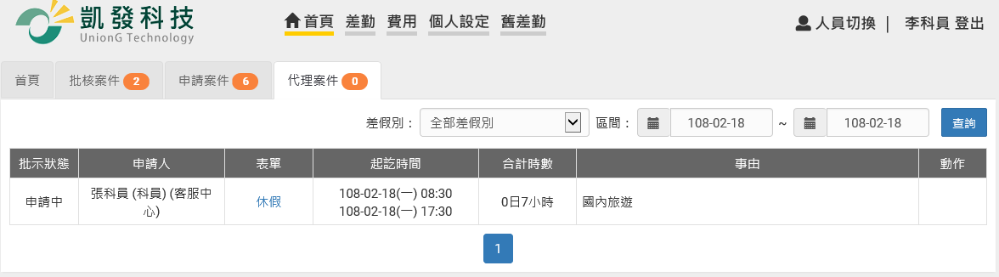 凱發科技
UnionG Technology
首頁 差勤 費用 個人設定 舊差勤
人員切換 | 李科員 登出
首頁 批核案件 2 申請案件 6 代理案件 0
差假別： 全部差假別 區間： 108-02-18 ~ 108-02-18 查詢
批示狀態 申請人 表單 起訖時間 合計時數 事由 動作
申請中 張科員 (科員) (客服中心) 休假 108-02-18(一) 08:30 0日7小時 國內旅遊
108-02-18(一) 17:30
1